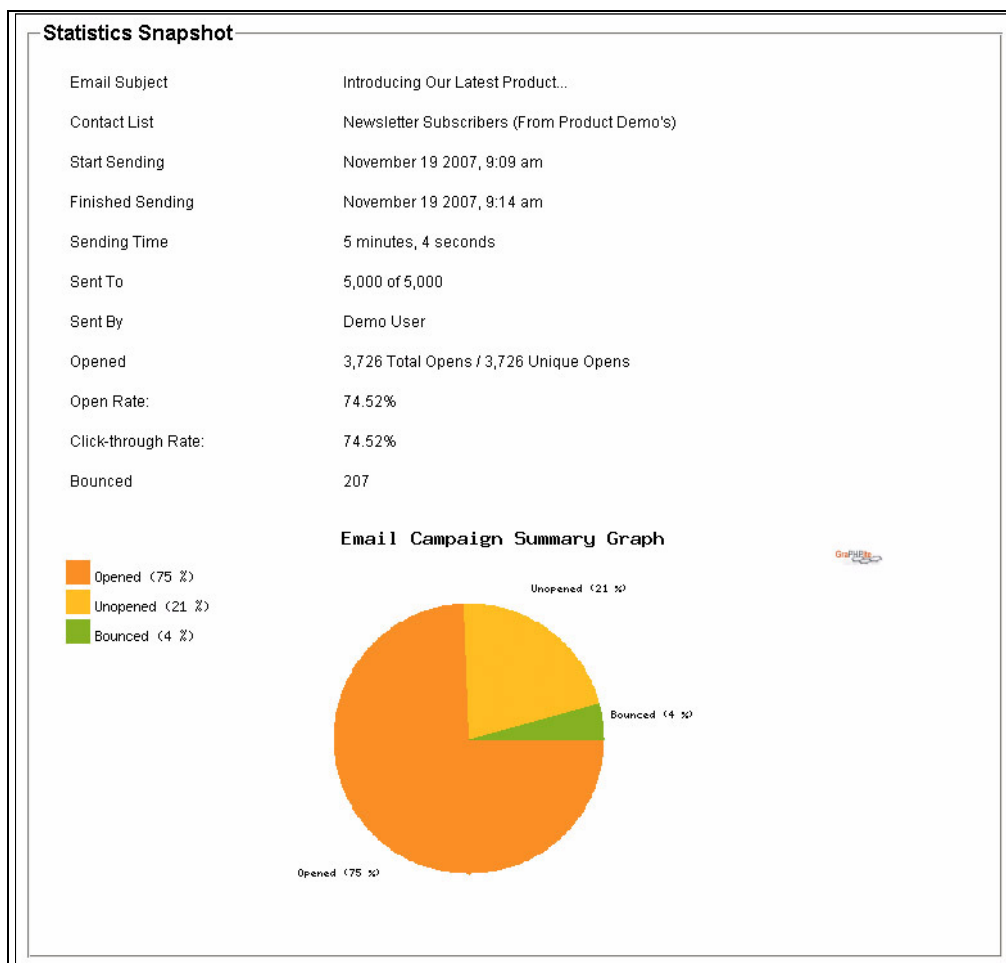 Statistics Snapshot
Email Subject Introducing Our Latest Product...
Contact List Newsletter Subscribers (From Product Demo's)
Start Sending November 19 2007, 9:09 am
Finished Sending November 19 2007, 9:14 am
Sending Time 5 minutes, 4 seconds
Sent To 5,000 of 5,000
Sent By Demo User
Opened 3,726 Total Opens / 3,726 Unique Opens
Open Rate: 74.52%
Click-through Rate: 74.52%
Bounced 207
Email Campaign Summary Graph
GraPHPite
Opened (75 %)
Unopened (21 %)
Bounced (4 %)
Unopened (21 %)
Bounced (4 %)
Opened (75 %)